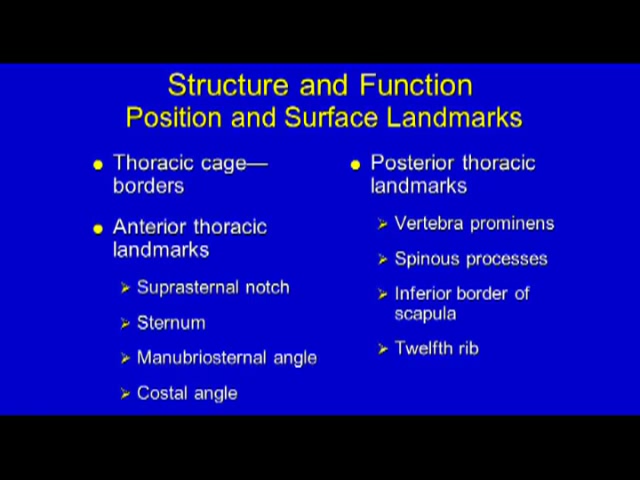 Structure and Function
Position and Surface Landmarks
Thoracic cage—
borders
Anterior thoracic
landmarks
Suprasternal notch
Sternum
Manubriosternal angle
Costal angle
Posterior thoracic
landmarks
Vertebra prominens
Spinous processes
Inferior border of
scapula
Twelfth rib